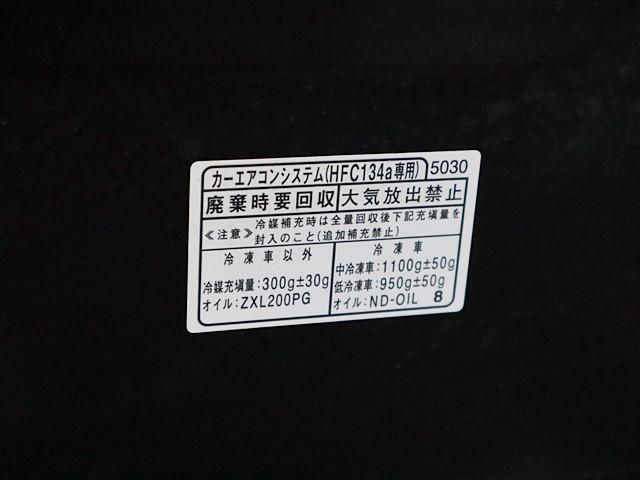 カーエアコンシステム(HFC134a専用) 5030
廃棄時要回収 大気放出禁止
≪注意≫ 冷媒補充時は全量回収後下記充塡量を
封入のこと(追加補充禁止)
冷凍車以外
冷媒充塡量:300g±30g
オイル:ZXL200PG
冷凍車
中冷凍車:1100g±50g
低冷凍車:950g±50g
オイル:ND-OIL 8